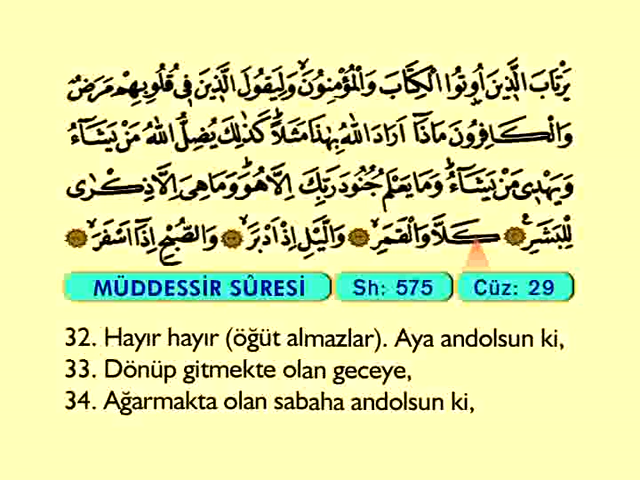 يَرْتَابَ الَّذ۪ينَ اُو۫تُوا الْكِتَابَ وَالْمُؤْمِنُونَۙ وَلِيَقُولَ الَّذ۪ينَ ف۪ي قُلُوبِهِمْ مَرَضٌ
وَالْكَافِرُونَ مَاذَٓا اَرَادَ اللّٰهُ بِهٰذَا مَثَلاًۜ كَذٰلِكَ يُضِلُّ اللّٰهُ مَنْ يَشَٓاءُ
وَيَهْد۪ي مَنْ يَشَٓاءُۜ وَمَا يَعْلَمُ جُنُودَ رَبِّكَ اِلَّا هُوَۜ وَمَا هِيَ اِلَّا ذِكْرٰى
لِلْبَشَرِ۟ كَلَّا وَالْقَمَرِۙ وَالَّيْلِ اِذْ اَدْبَرَۙ وَالصُّبْحِ اِذَٓا اَسْفَرَۙ
MÜDDESSİR SÛRESİ Sh: 575 Cüz: 29
32. Hayır hayır (öğüt almazlar). Aya andolsun ki,
33. Dönüp gitmekte olan geceye,
34. Ağarmakta olan sabaha andolsun ki,